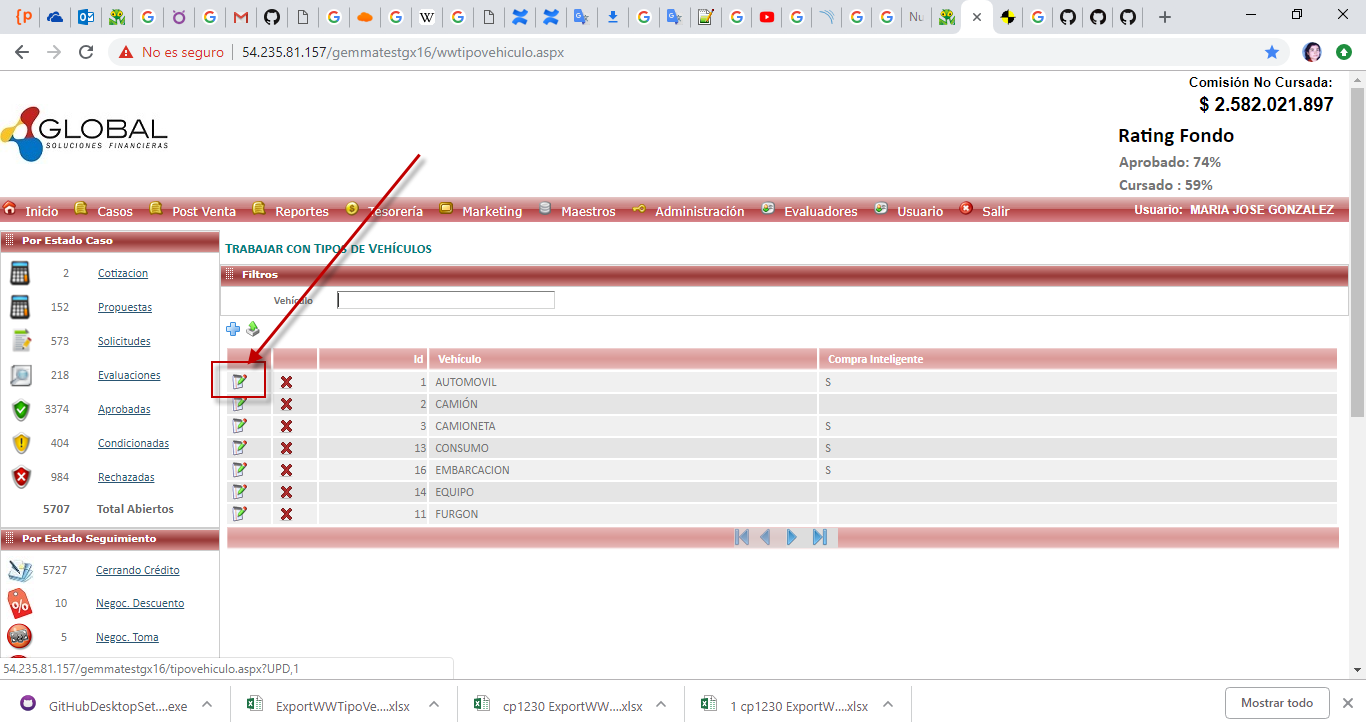 No es seguro
54.235.81.157/gemmatestgx16/wwtipovehiculo.aspx
Comisión No Cursada:
$ 2.582.021.897
GLOBAL
SOLUCIONES FINANCIERAS
Rating Fondo
Aprobado: 74%
Cursado : 59%
Inicio Casos Post Venta Reportes Tesorería Marketing Maestros Administración Evaluadores Usuario Salir Usuario: MARIA JOSE GONZALEZ
Por Estado Caso
2 Cotizacion
152 Propuestas
573 Solicitudes
218 Evaluaciones
3374 Aprobadas
404 Condicionadas
984 Rechazadas
5707 Total Abiertos
Por Estado Seguimiento
5727 Cerrando Crédito
10 Negoc. Descuento
5 Negoc. Toma
TRABAJAR CON TIPOS DE VEHÍCULOS
Filtros
Vehículo
Id Vehículo Compra Inteligente
1 AUTOMOVIL S
2 CAMIÓN
3 CAMIONETA S
13 CONSUMO S
16 EMBARCACION S
14 EQUIPO
11 FURGON
54.235.81.157/gemmatestgx16/tipovehiculo.aspx?UPD,1
GitHubDesktopSet....exe ExportWWTipoVe....xlsx cp1230 ExportWW....xlsx 1 cp1230 ExportW....xlsx Mostrar todo